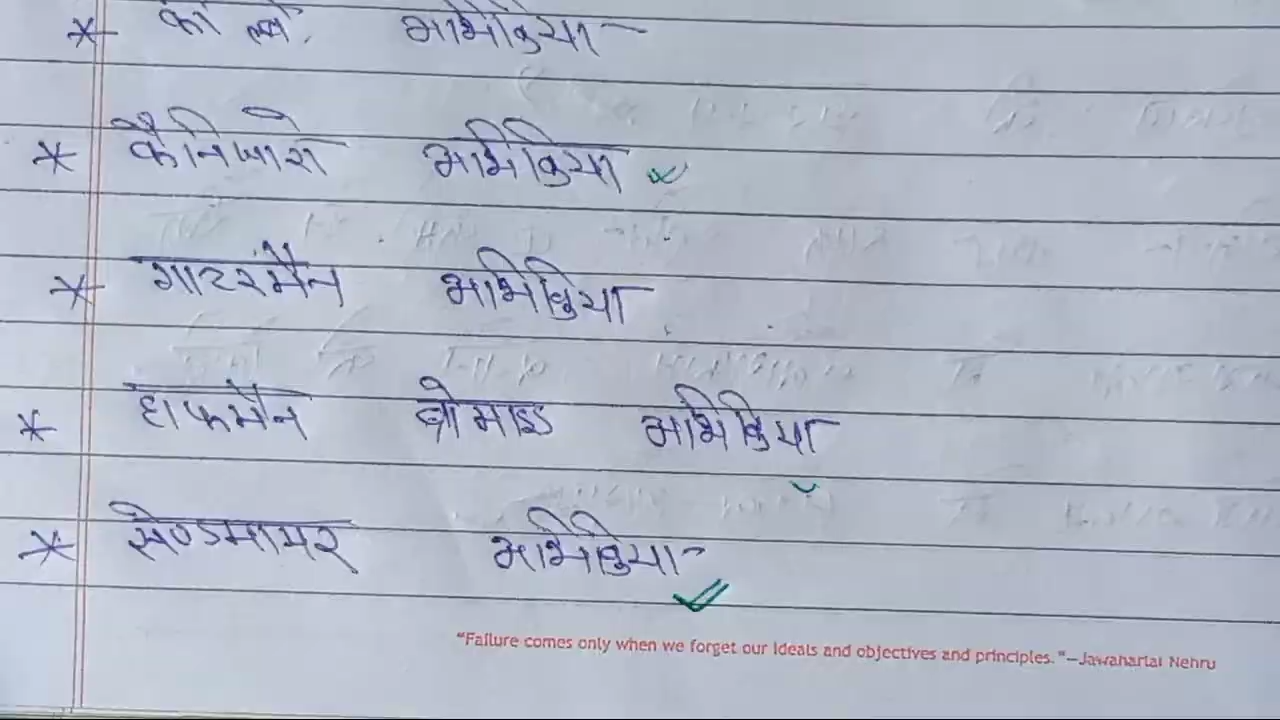 * को ल्वे. अभिक्रिया
* कैनिजारो अभिक्रिया
* गाटरमैन अभिक्रिया
* हाफमैन ब्रोमाइड अभिक्रिया
* सेण्डमायर अभिक्रिया
"Failure comes only when we forget our ideals and objectives and principles."—Jawaharlal Nehru